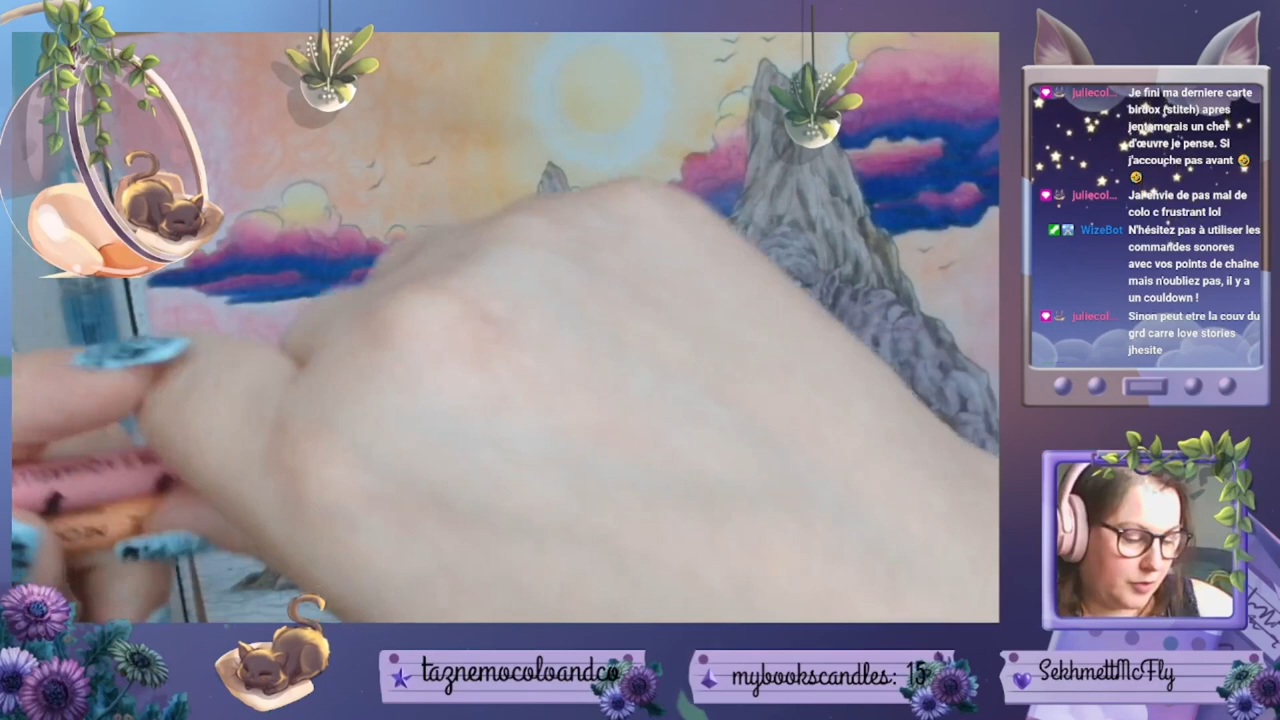 juliecol... Je fini ma derniere carte
birdox (stitch) apres
jentamerais un chef
d'œuvre je pense. Si
j'accouche pas avant 🤣
🤣
juliecol... Jai envie de pas mal de
colo c frustrant lol
WizeBot N'hésitez pas à utiliser les
commandes sonores
avec vos points de chaîne
mais n'oubliez pas, il y a
un couldown !
juliecol... Sinon peut etre la couv du
grd carre love stories
jhesite
taznemocoloandco
mybookscandles: 15
SekhmettMcFly